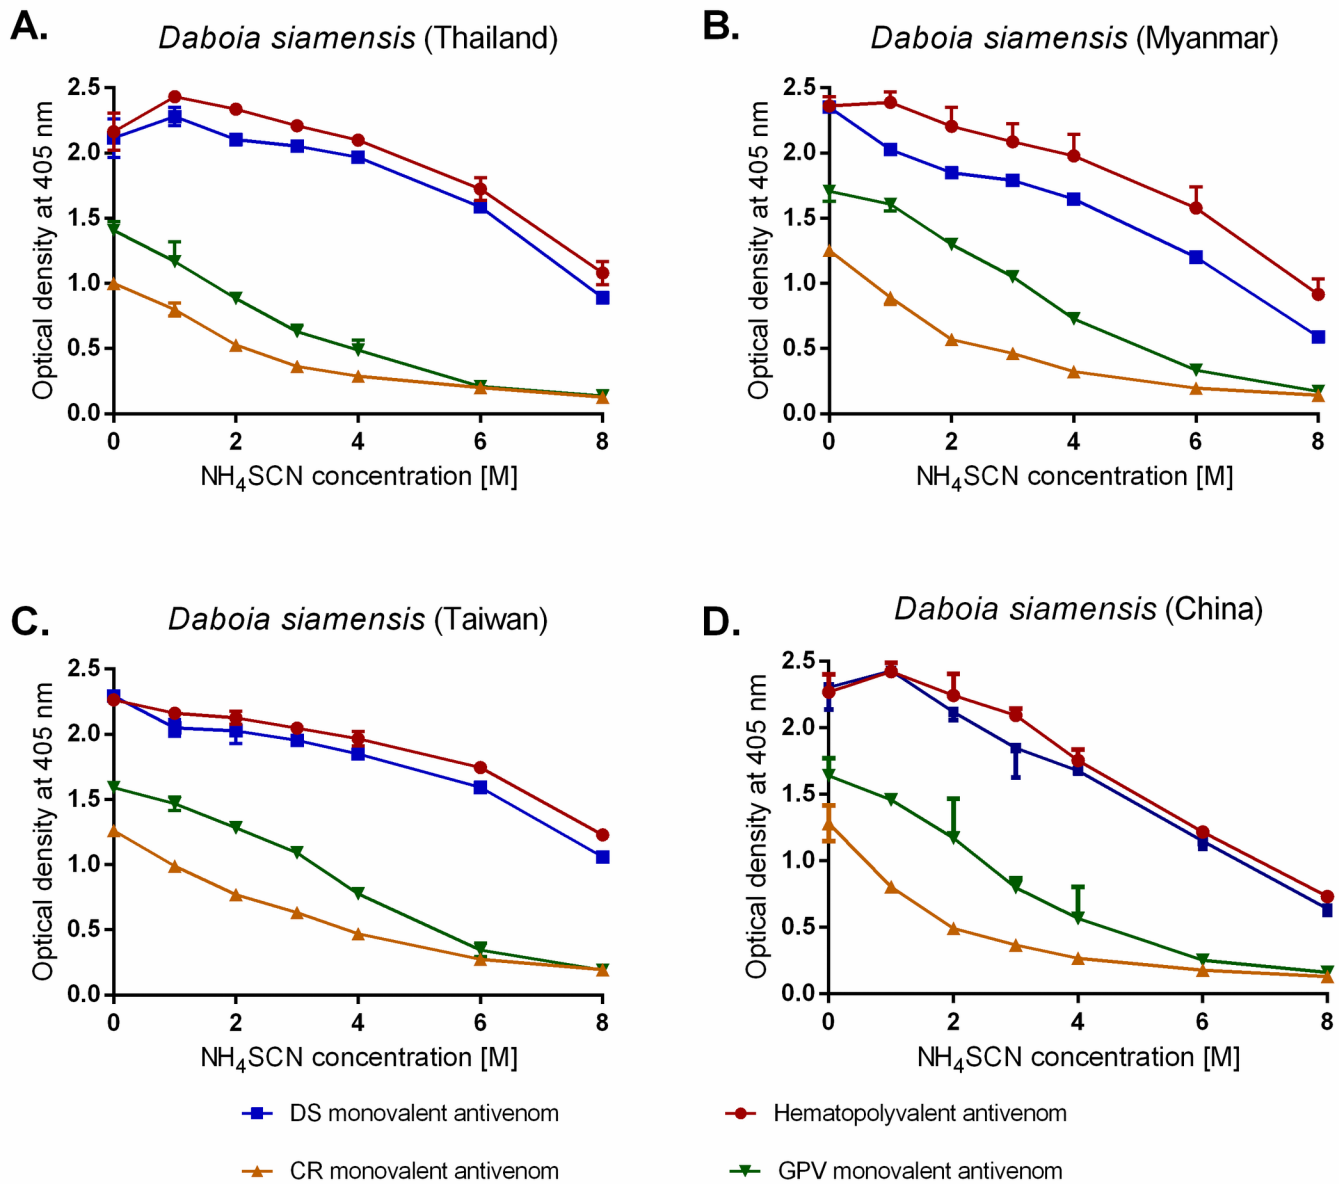 A.
Daboia siamensis (Thailand)
Optical density at 405 nm
2.5
2.0
1.5
1.0
0.5
0.0
0 2 4 6 8
NH₄SCN concentration [M]
B.
Daboia siamensis (Myanmar)
Optical density at 405 nm
2.5
2.0
1.5
1.0
0.5
0.0
0 2 4 6 8
NH₄SCN concentration [M]
C.
Daboia siamensis (Taiwan)
Optical density at 405 nm
2.5
2.0
1.5
1.0
0.5
0.0
0 2 4 6 8
NH₄SCN concentration [M]
D.
Daboia siamensis (China)
Optical density at 405 nm
2.5
2.0
1.5
1.0
0.5
0.0
0 2 4 6 8
NH₄SCN concentration [M]
DS monovalent antivenom
Hematopolyvalent antivenom
CR monovalent antivenom
GPV monovalent antivenom